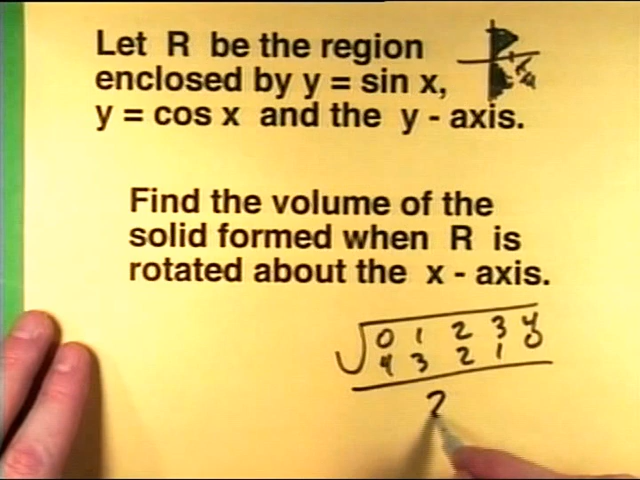 Let R be the region
enclosed by y = sin x,
y = cos x and the y - axis.
Find the volume of the
solid formed when R is
rotated about the x - axis.
√0 1 2 3 4
4 3 2 1 0
2